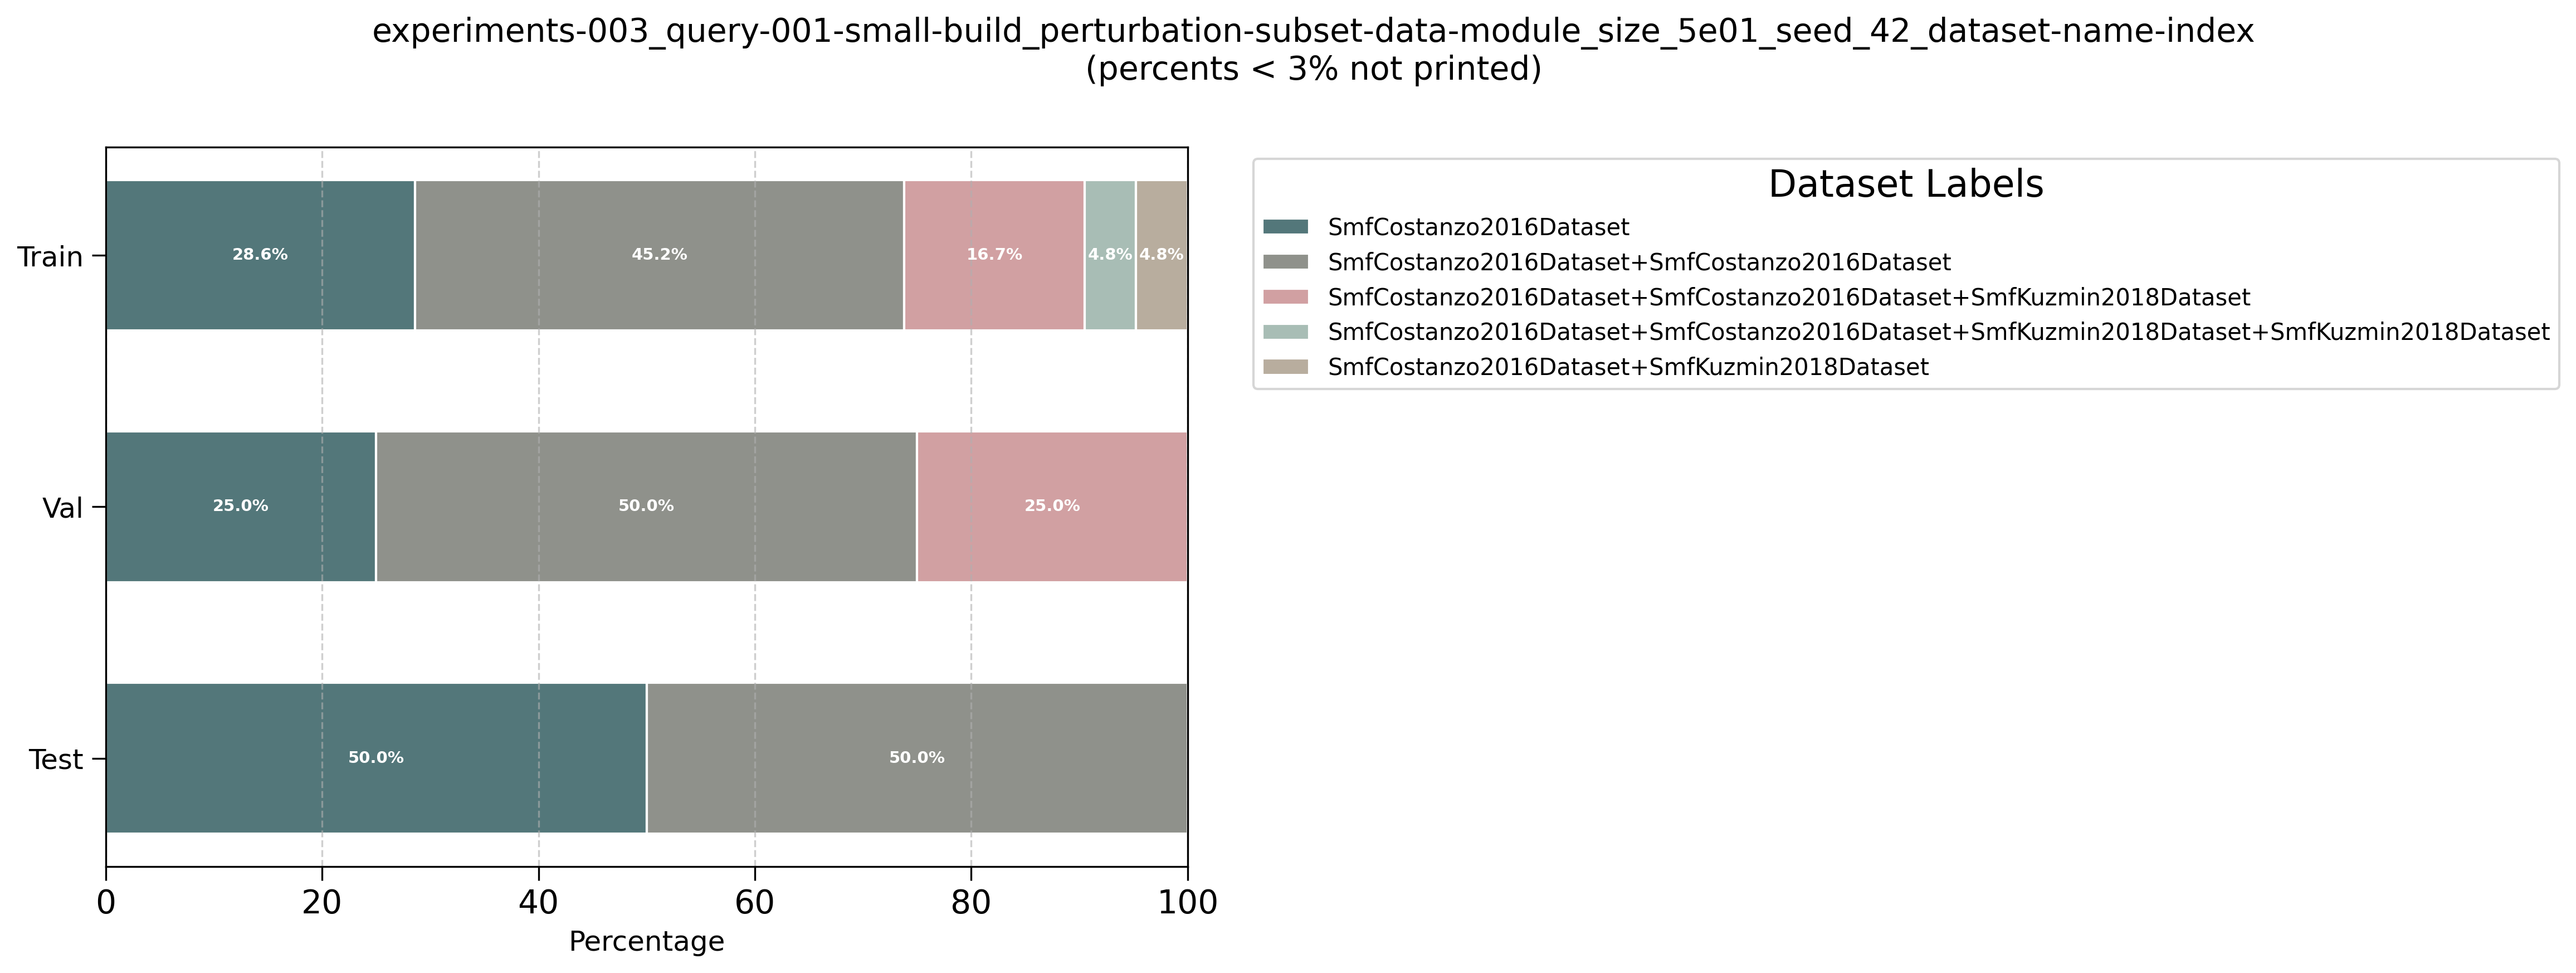 experiments-003_query-001-small-build_perturbation-subset-data-module_size_5e01_seed_42_dataset-name-index
(percents < 3% not printed)
Dataset Labels
SmfCostanzo2016Dataset
SmfCostanzo2016Dataset+SmfCostanzo2016Dataset
SmfCostanzo2016Dataset+SmfCostanzo2016Dataset+SmfKuzmin2018Dataset
SmfCostanzo2016Dataset+SmfCostanzo2016Dataset+SmfKuzmin2018Dataset+SmfKuzmin2018Dataset
SmfCostanzo2016Dataset+SmfKuzmin2018Dataset
Train 28.6% 45.2% 16.7% 4.8% 4.8%
Val 25.0% 50.0% 25.0%
Test 50.0% 50.0%
0 20 40 60 80 100
Percentage